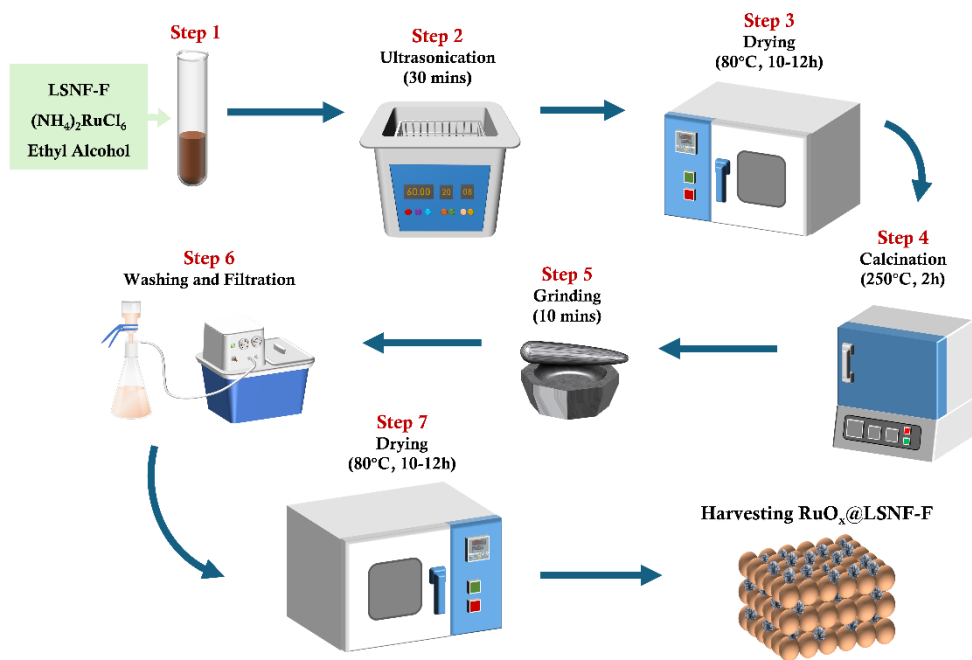 Step 1
LSNF-F
(NH₄)₂RuCl₆
Ethyl Alcohol
Step 2
Ultrasonication
(30 mins)
60.00 20 08
Step 3
Drying
(80°C, 10-12h)
Step 4
Calcination
(250°C, 2h)
Step 5
Grinding
(10 mins)
Step 6
Washing and Filtration
Step 7
Drying
(80°C, 10-12h)
Harvesting RuOₓ@LSNF-F